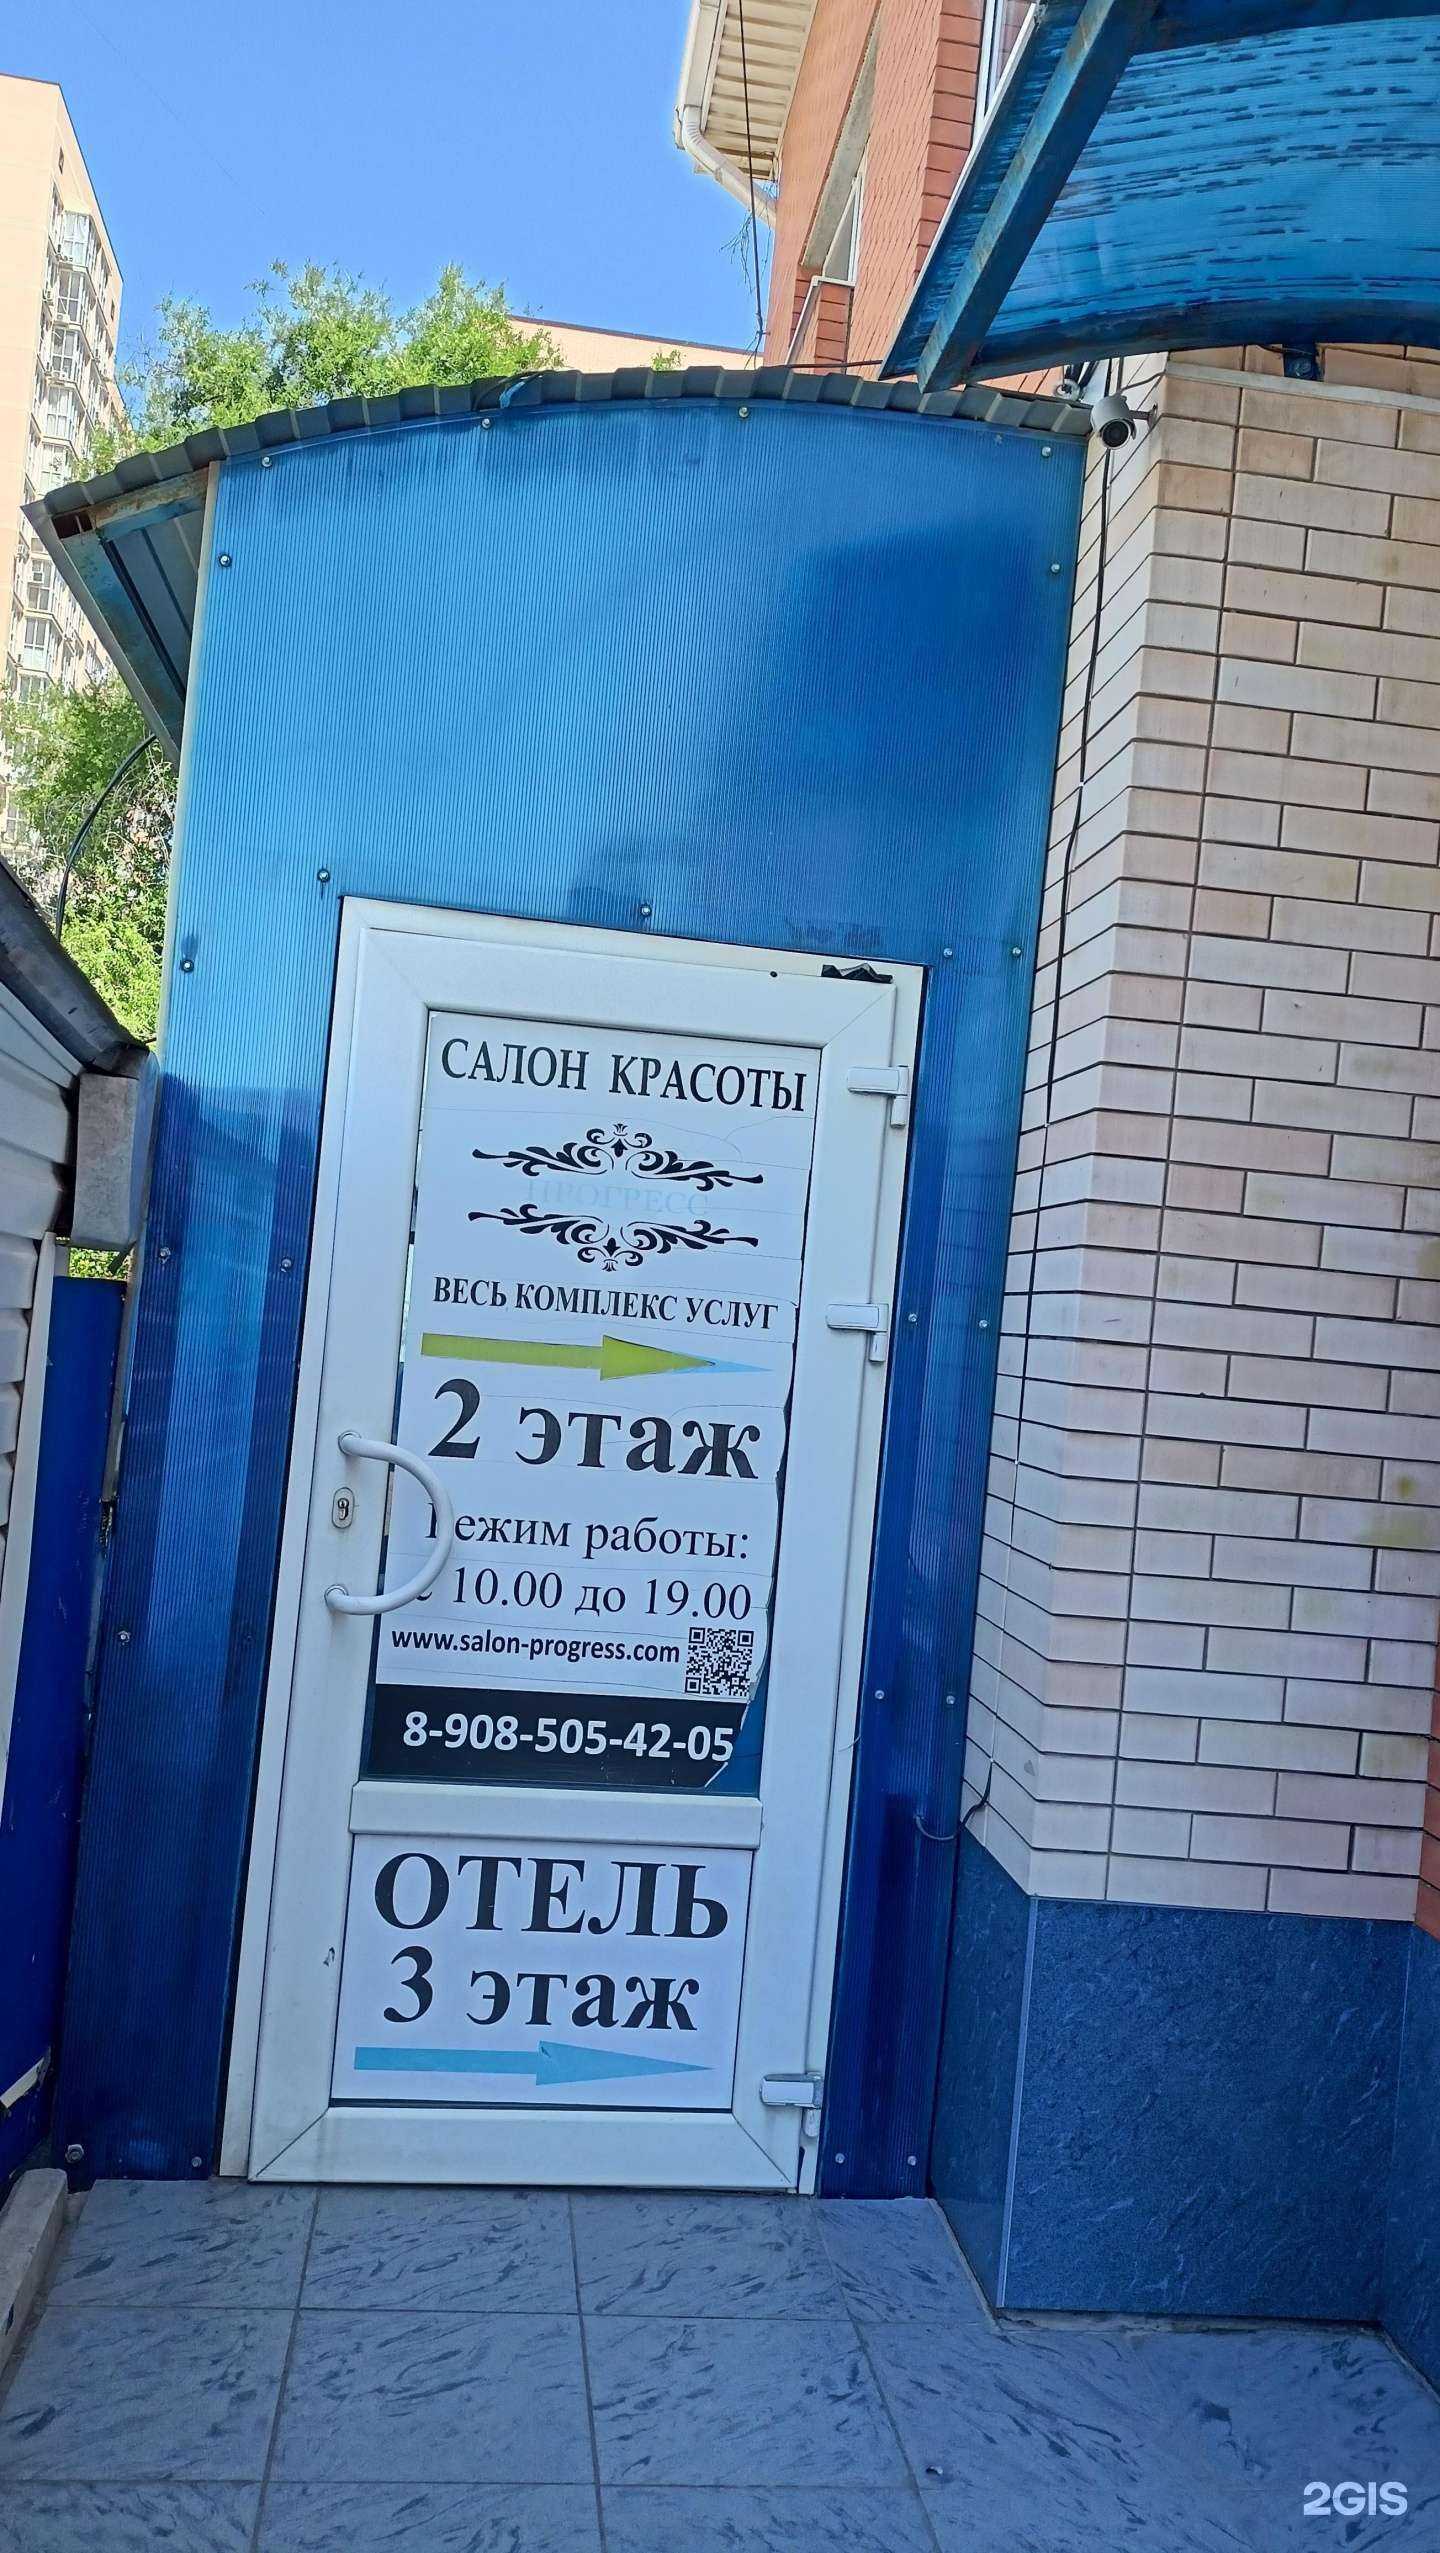 САЛОН КРАСОТЫ
ПРОГРЕСС
ВЕСЬ КОМПЛЕКС УСЛУГ
2 этаж
Режим работы:
с 10.00 до 19.00
www.salon-progress.com
8-908-505-42-05
ОТЕЛЬ
3 этаж
2GIS